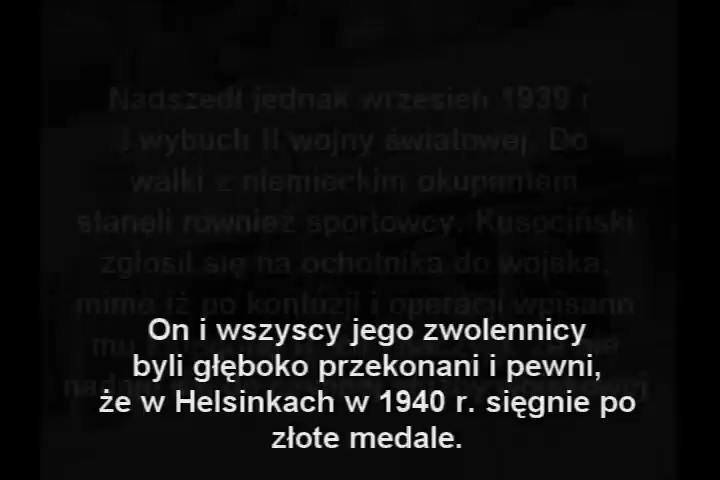 Nadszedł jednak wrzesień 1939 r
i wybuch II wojny światowej. Do
walki z niemieckim okupantem
stanęli również sportowcy. Kusociński
zgłosił się na ochotnika do wojska,
mimo iż po kontuzji i operacji wpisano
mu
On i wszyscy jego zwolennicy
byli głęboko przekonani i pewni,
że w Helsinkach w 1940 r. sięgnie po
złote medale.